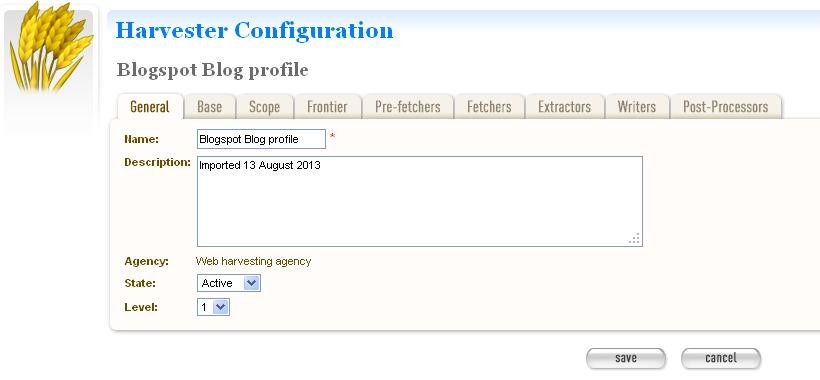 Harvester Configuration
Blogspot Blog profile
General Base Scope Frontier Pre-fetchers Fetchers Extractors Writers Post-Processors
Name: Blogspot Blog profile *
Description: Imported 13 August 2013
Agency: Web harvesting agency
State: Active
Level: 1
save cancel